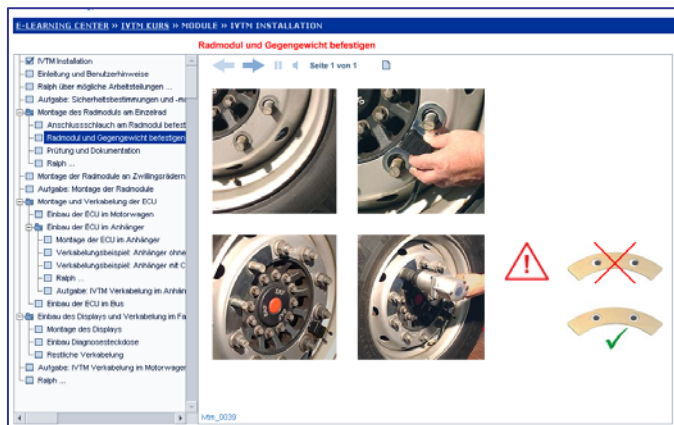 E-LEARNING CENTER » IVTM KURS » MODULE » IVTM INSTALLATION
Radmodul und Gegengewicht befestigen
Seite 1 von 1
IVTM Installation
Einleitung und Benutzerhinweise
Ralph über mögliche Arbeitsteilungen ...
Aufgabe: Sicherheitsbestimmungen und -m
Montage des Radmoduls am Einzelrad
Anschlussschlauch am Radmodul befest
Radmodul und Gegengewicht befestigen
Prüfung und Dokumentation
Ralph ...
Montage der Radmodule an Zwillingsrädern
Aufgabe: Montage der Radmodule
Montage und Verkabelung der ECU
Einbau der ECU im Motorwagen
Einbau der ECU im Anhänger
Montage der ECU im Anhänger
Verkabelungsbeispiel: Anhänger ohne
Verkabelungsbeispiel: Anhänger mit C
Ralph ...
Aufgabe: IVTM Verkabelung im Anhän
Einbau der ECU im Bus
Einbau des Displays und Verkabelung im Fa
Montage des Displays
Einbau Diagnosesteckdose
Restliche Verkabelung
Aufgabe: IVTM Verkabelung im Motorwager
Ralph ...
ivtm_0039